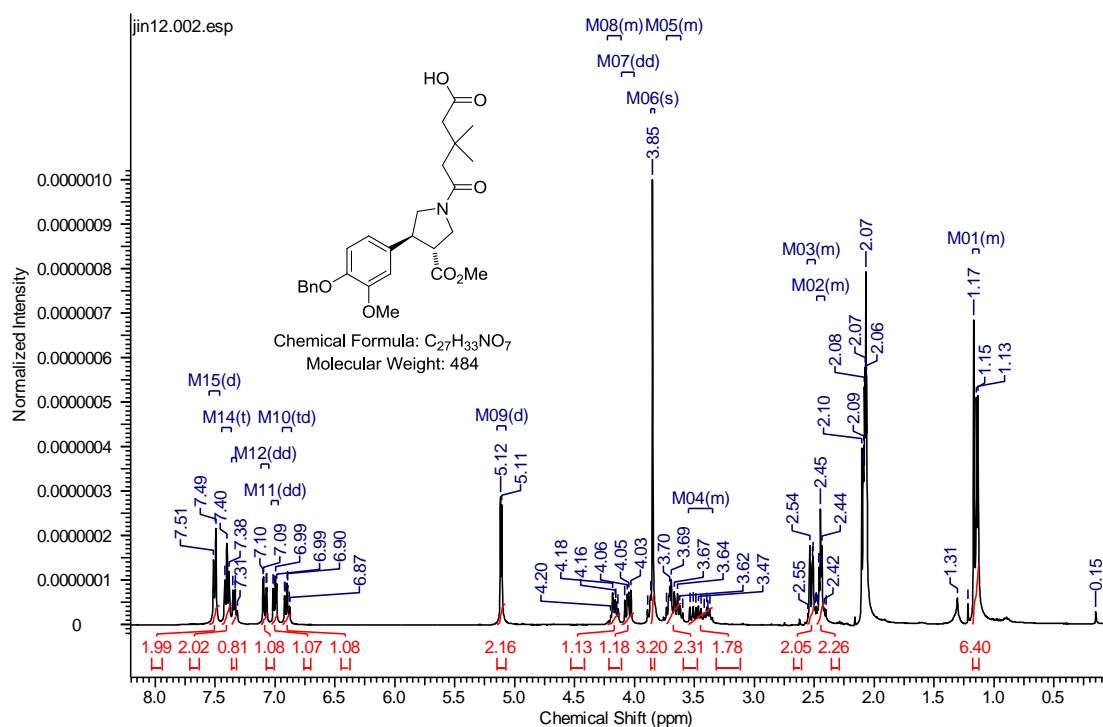 jin12.002.esp
M08(m) M05(m)
M07(dd)
M06(s)
3.85
HO
O
O
N
CO2Me
BnO
OMe
Chemical Formula: C27H33NO7
Molecular Weight: 484
M15(d)
M14(t) M10(td)
M12(dd)
M11(dd)
M09(d)
M04(m)
M03(m)
M02(m)
M01(m)
7.51
7.49
7.40
7.38
7.31
7.10
7.09
6.99
6.99
6.90
6.87
5.12
5.11
4.20
4.18
4.16
4.06
4.05
4.03
3.70
3.69
3.67
3.64
3.62
3.47
2.55
2.54
2.45
2.44
2.42
2.10
2.09
2.08
2.07
2.07
2.06
1.31
1.17
1.15
1.13
0.15
Normalized Intensity
0.0000010
0.0000009
0.0000008
0.0000007
0.0000006
0.0000005
0.0000004
0.0000003
0.0000002
0.0000001
0
1.99 2.02 0.81 1.08 1.07 1.08 2.16 1.13 1.18 3.20 2.31 1.78 2.05 2.26 6.40
8.0 7.5 7.0 6.5 6.0 5.5 5.0 4.5 4.0 3.5 3.0 2.5 2.0 1.5 1.0 0.5
Chemical Shift (ppm)